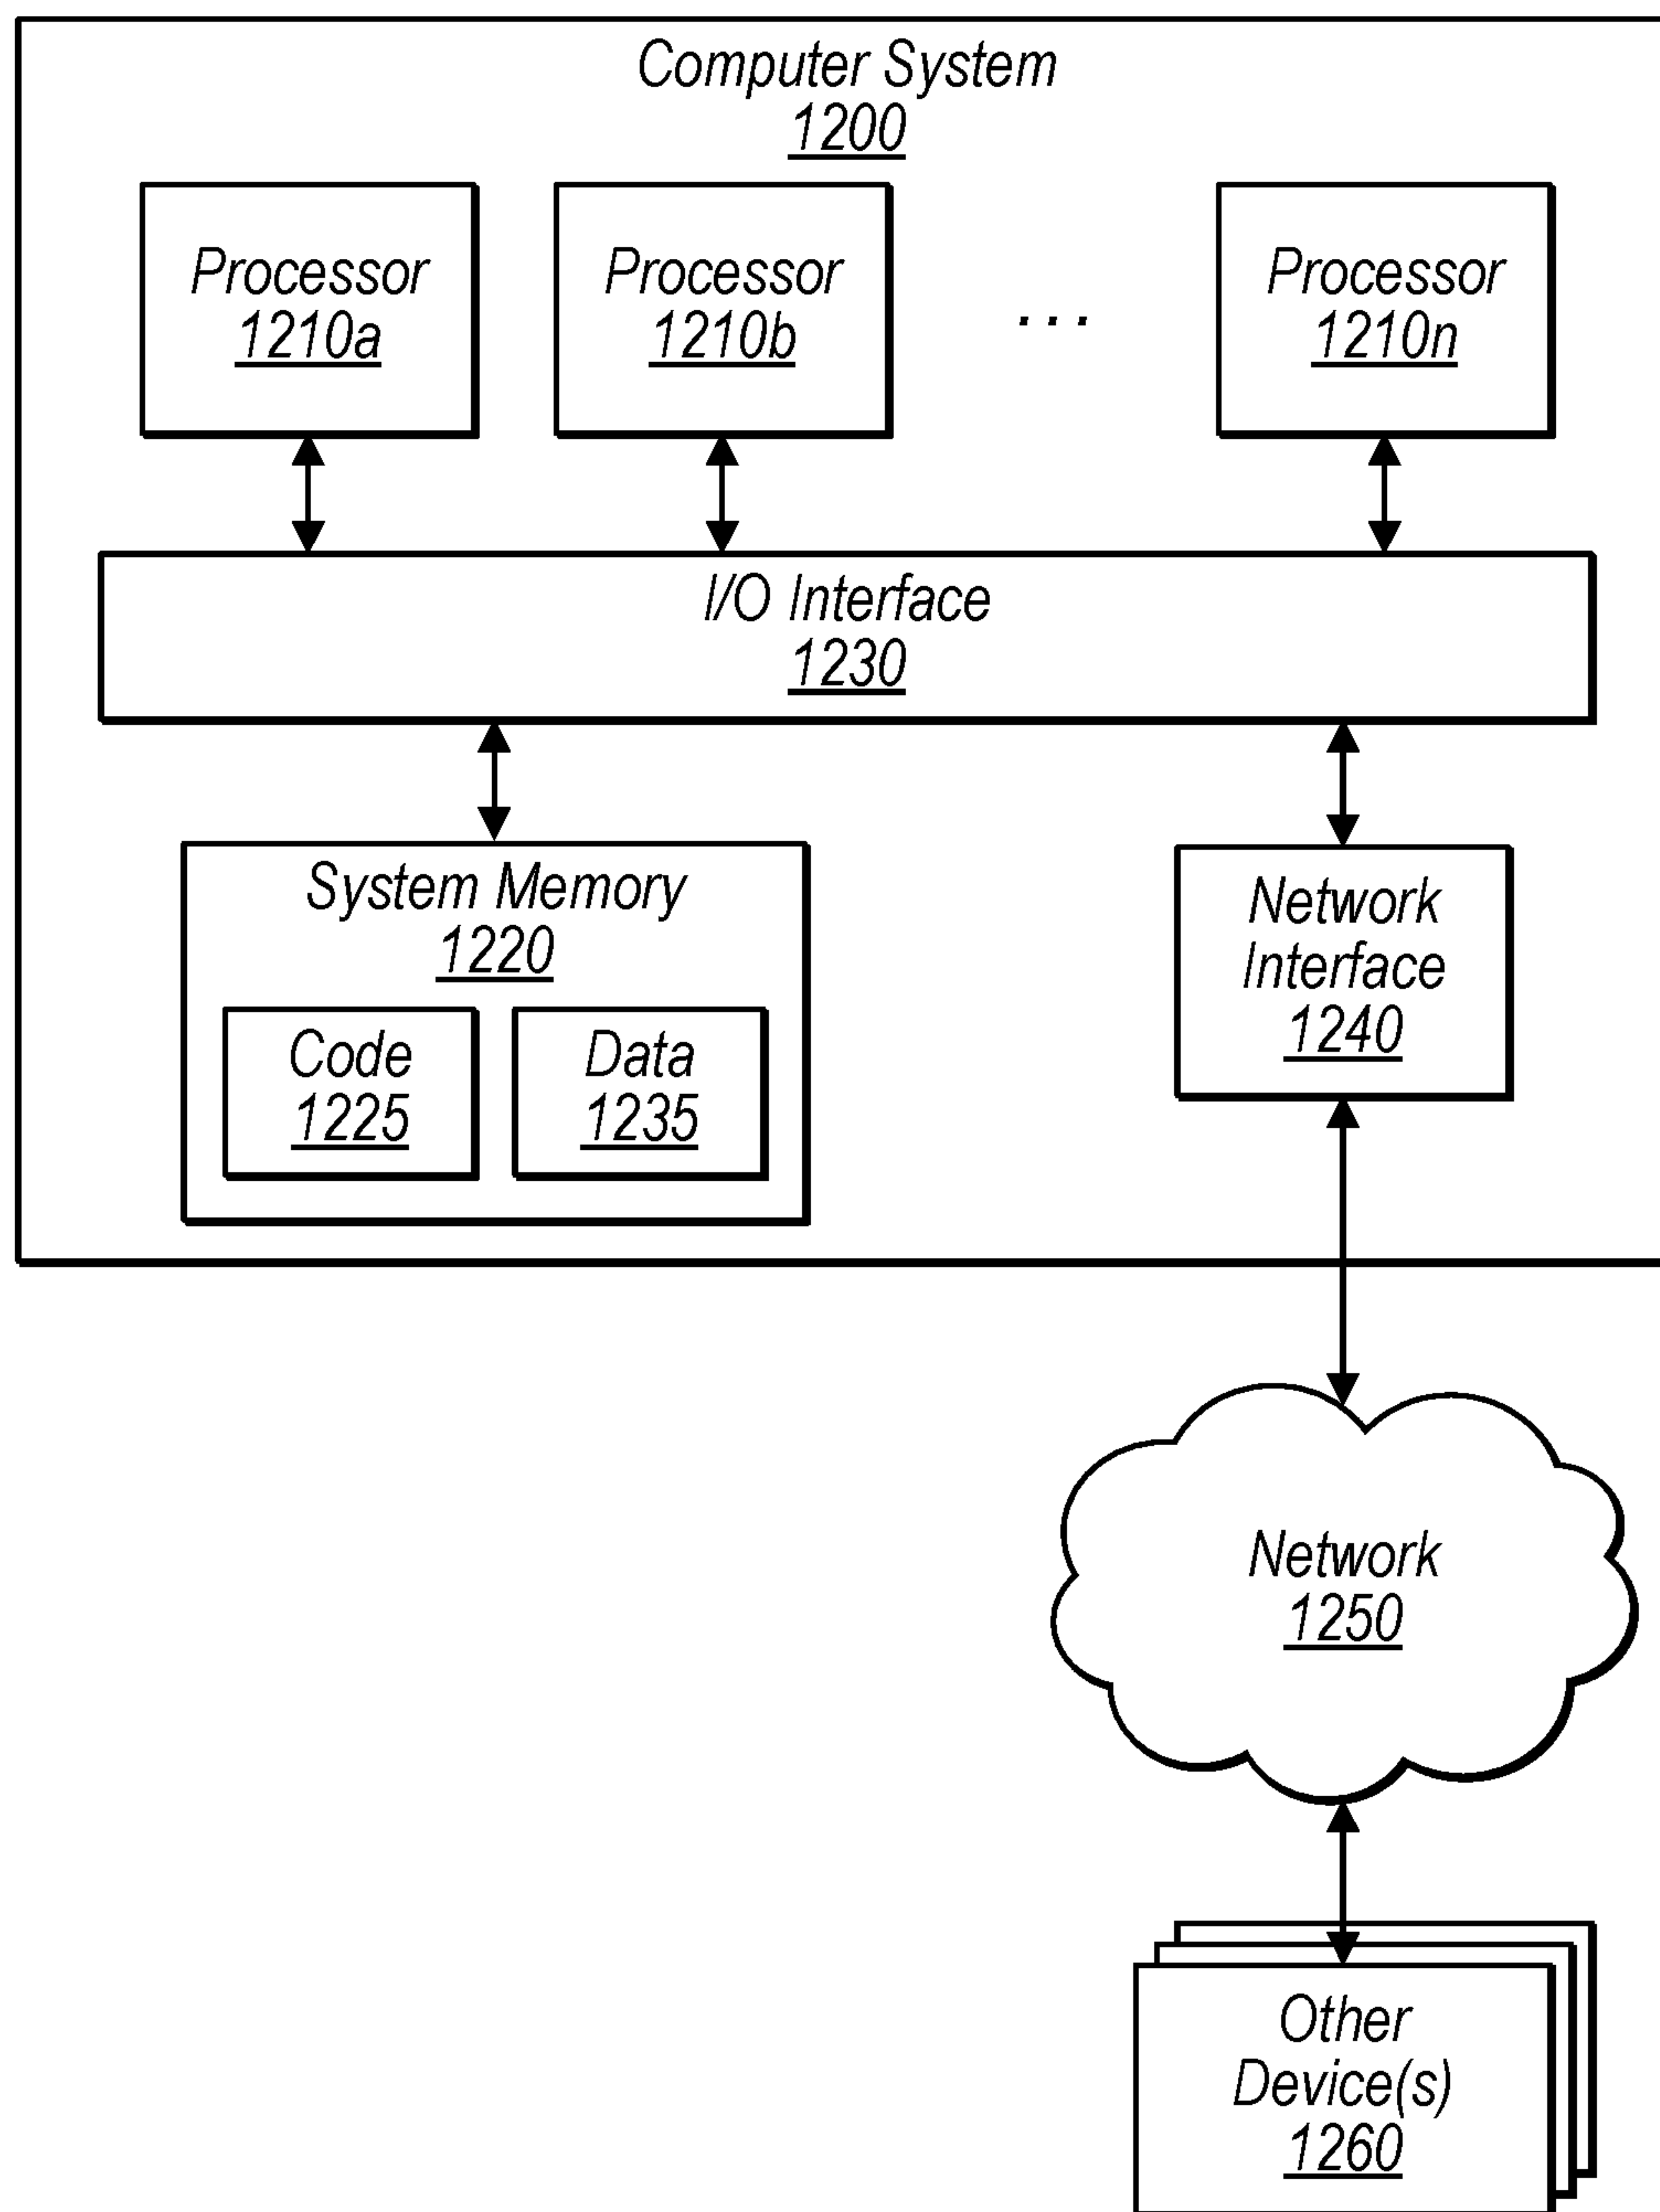 Computer System
1200
Processor
1210a
Processor
1210b
...
Processor
1210n
I/O Interface
1230
System Memory
1220
Code
1225
Data
1235
Network
Interface
1240
Network
1250
Other
Device(s)
1260